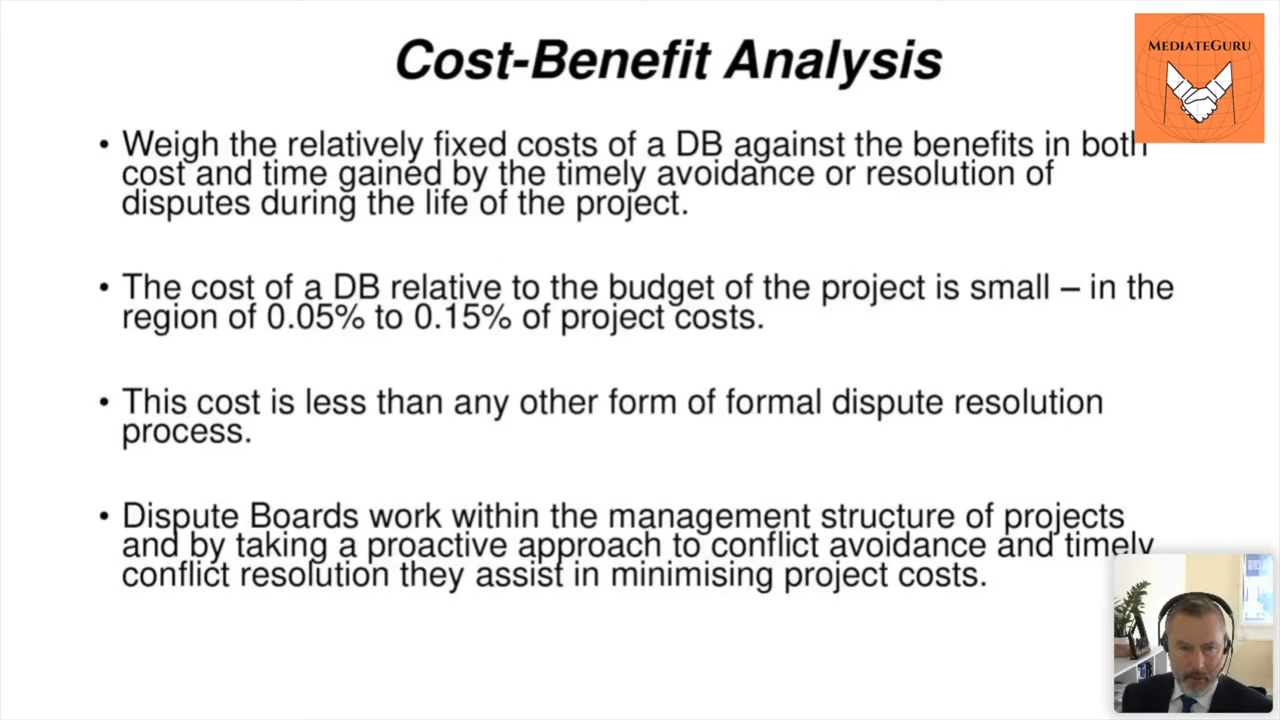 Cost-Benefit Analysis
MEDIATEGURU
• Weigh the relatively fixed costs of a DB against the benefits in both
cost and time gained by the timely avoidance or resolution of
disputes during the life of the project.
• The cost of a DB relative to the budget of the project is small – in the
region of 0.05% to 0.15% of project costs.
• This cost is less than any other form of formal dispute resolution
process.
• Dispute Boards work within the management structure of projects
and by taking a proactive approach to conflict avoidance and timely
conflict resolution they assist in minimising project costs.